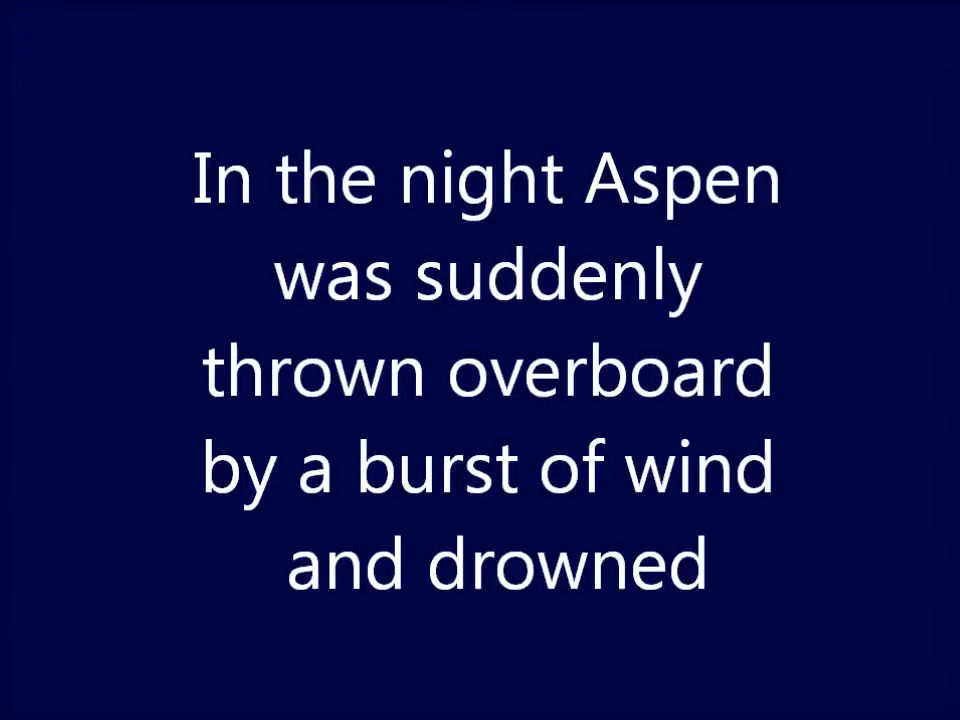 In the night Aspen
was suddenly
thrown overboard
by a burst of wind
and drowned